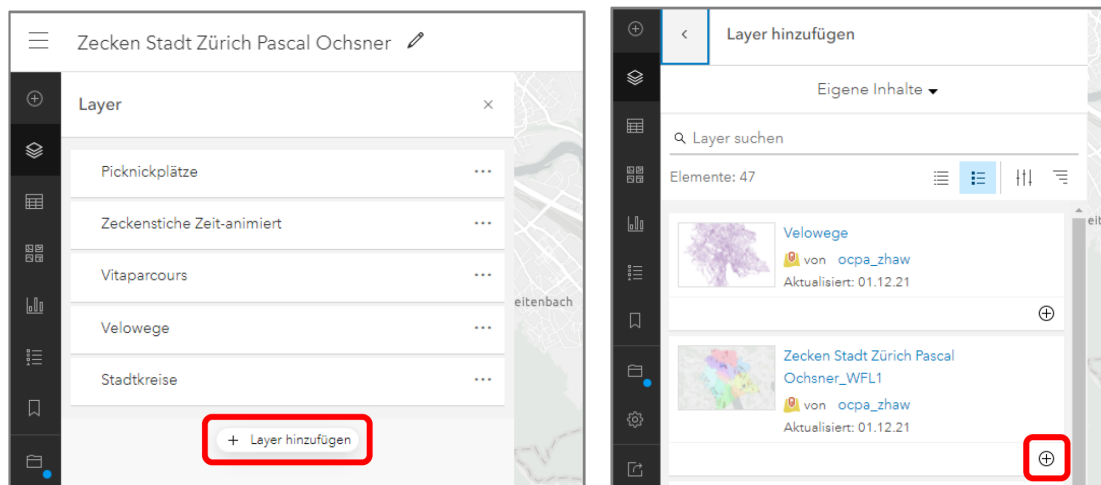 Zecken Stadt Zürich Pascal Ochsner
Layer
Picknickplätze
Zeckenstiche Zeit-animiert
Vitaparcours
Velowege
Stadtkreise
+ Layer hinzufügen
eitenbach
Layer hinzufügen
Eigene Inhalte
Layer suchen
Elemente: 47
Velowege
von ocpa_zhaw
Aktualisiert: 01.12.21
Zecken Stadt Zürich Pascal
Ochsner_WFL1
von ocpa_zhaw
Aktualisiert: 01.12.21
eit